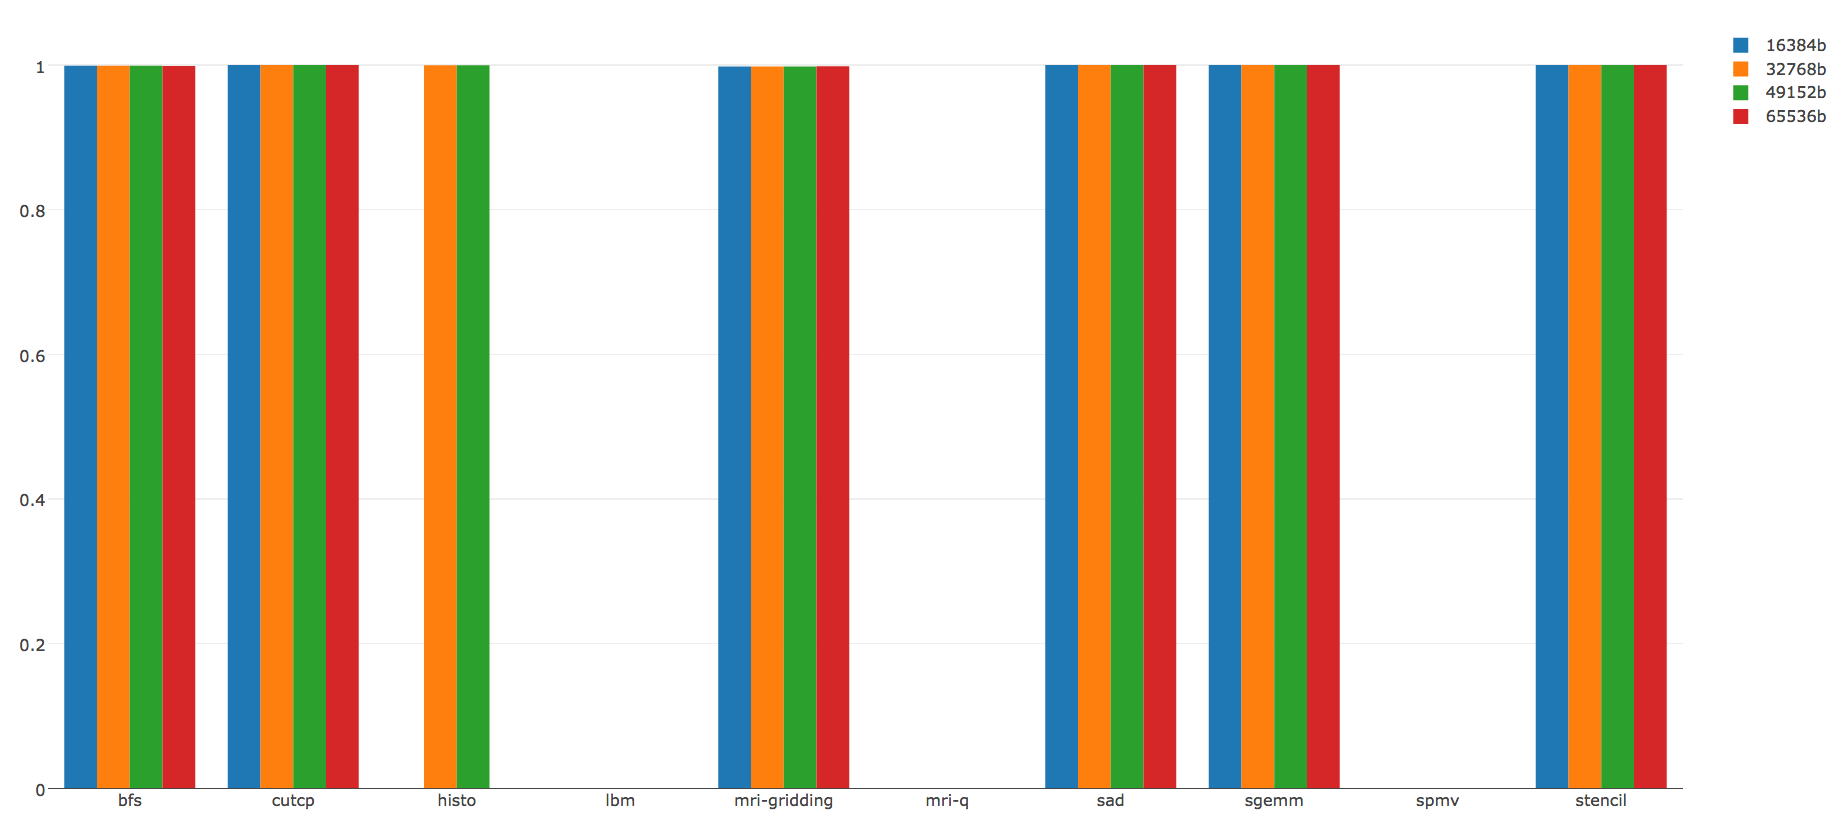 16384b
32768b
49152b
65536b
1
0.8
0.6
0.4
0.2
0
bfs cutcp histo lbm mri-gridding mri-q sad sgemm spmv stencil